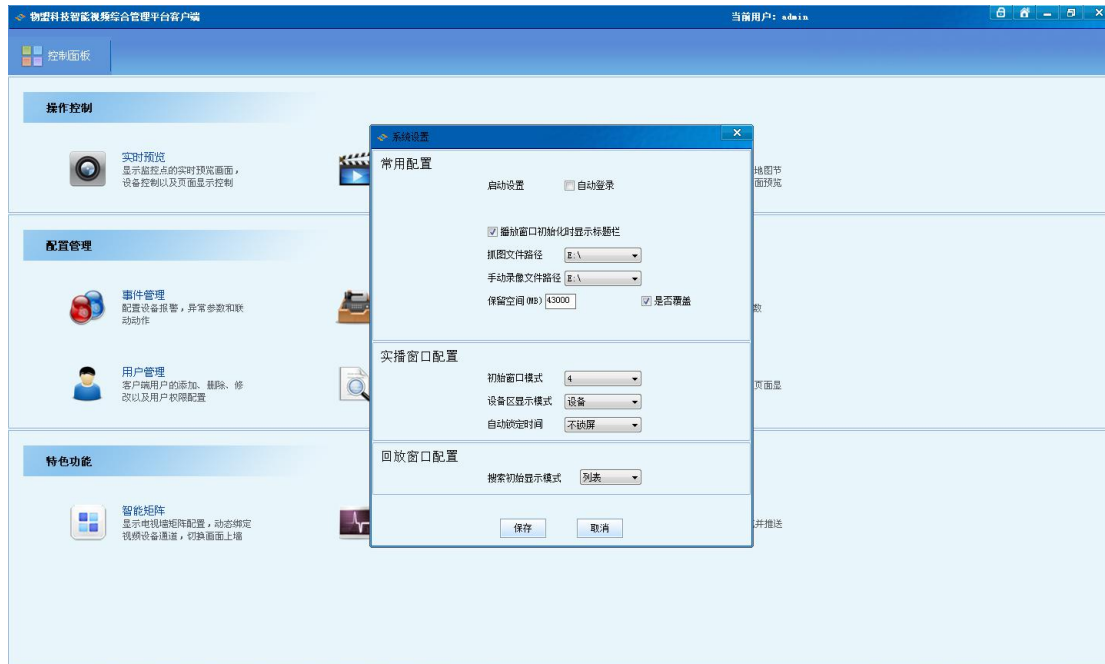 物盟科技智能视频综合管理平台客户端
当前用户: admin
控制面板
操作控制
实时预览
显示监控点的实时预览画面，
设备控制以及页面显示控制
地图节
面预览
配置管理
事件管理
配置设备报警，异常参数和联
动动作
数
用户管理
客户端用户的添加、删除、修
改以及用户权限配置
页面显
特色功能
智能矩阵
显示电视墙矩阵配置，动态绑定
视频设备通道，切换画面上墙
并推送
系统设置
常用配置
启动设置 自动登录
播放窗口初始化时显示标题栏
抓图文件路径 E:\
手动录像文件路径 E:\
保留空间(MB) 43000 是否覆盖
实播窗口配置
初始窗口模式 4
设备区显示模式 设备
自动锁定时间 不锁屏
回放窗口配置
搜索初始显示模式 列表
保存 取消